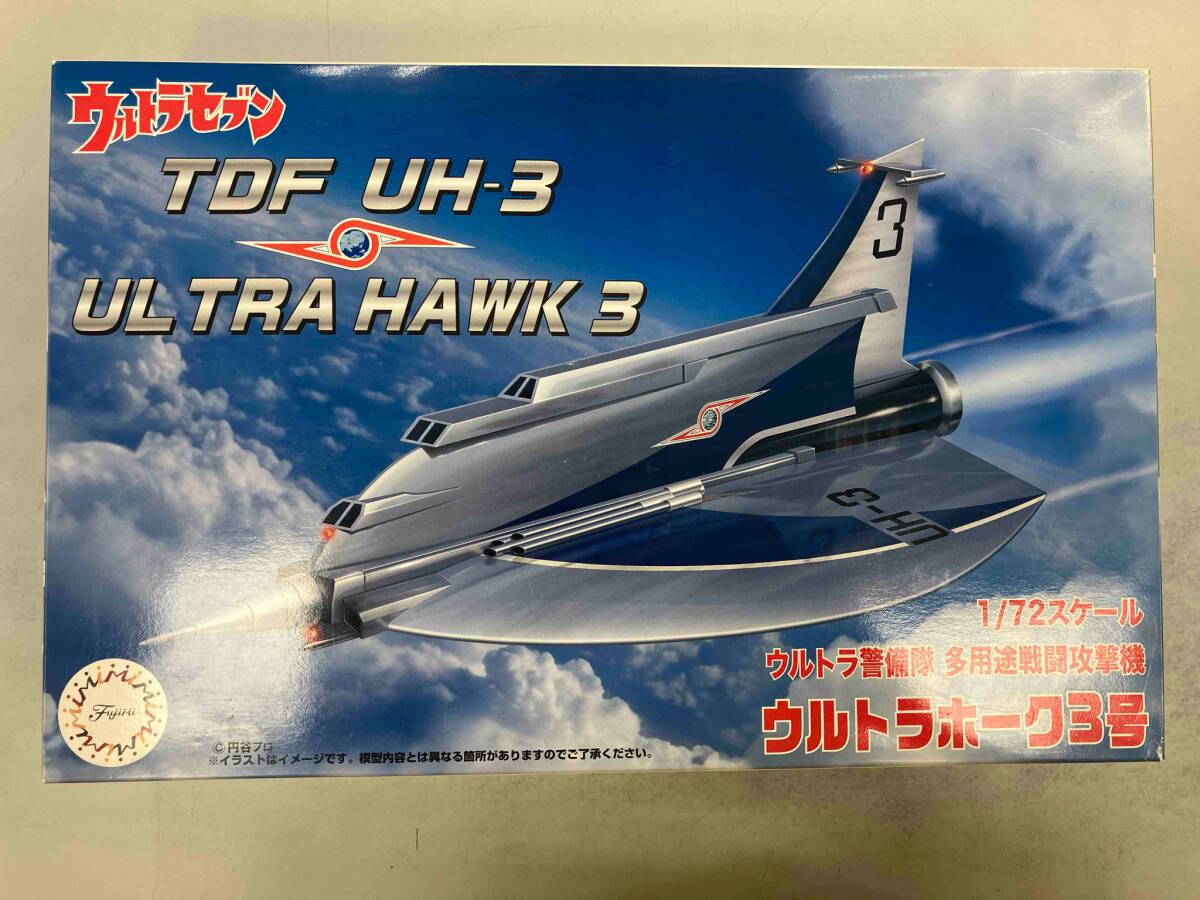 ウルトラセブン
TDF UH-3
ULTRA HAWK 3
3
UH-3
1/72スケール
ウルトラ警備隊 多用途戦闘攻撃機
ウルトラホーク3号
Fujimi
©円谷プロ
※イラストはイメージです。模型内容とは異なる箇所がありますのでご了承ください。